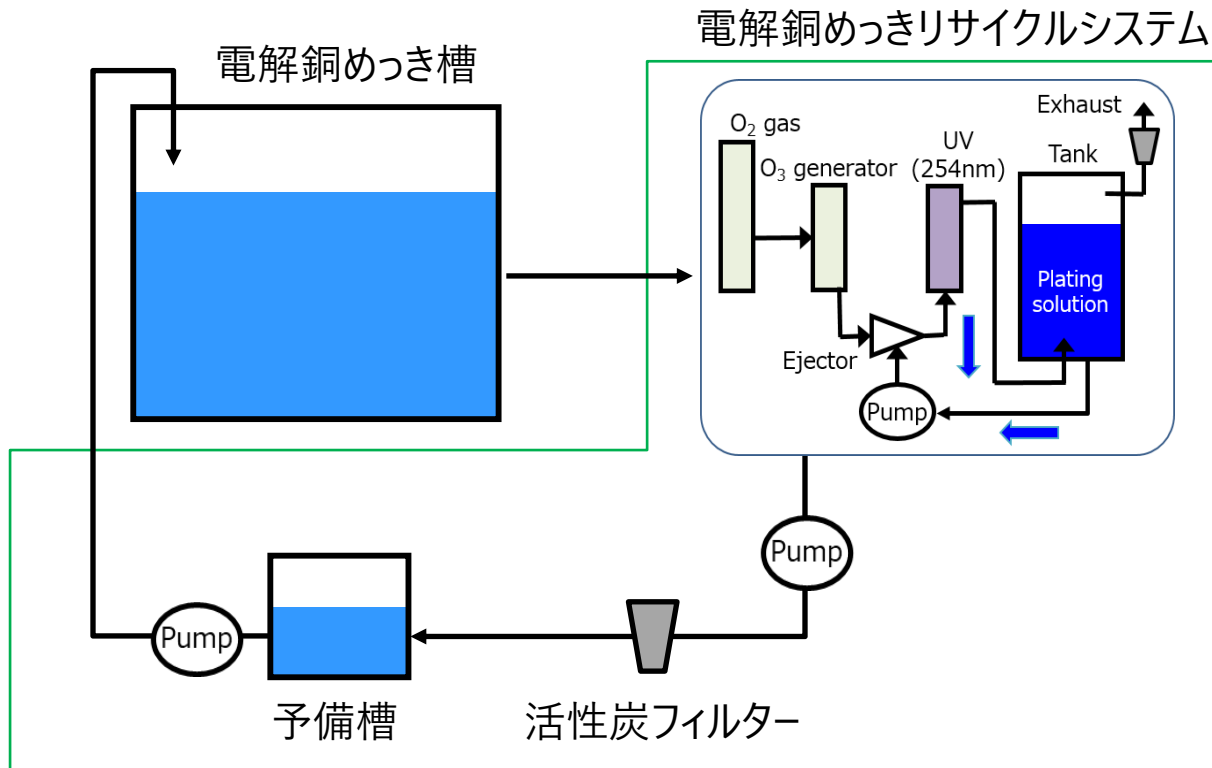 電解銅めっきリサイクルシステム
電解銅めっき槽
Exhaust
O₂ gas
UV
(254nm)
Tank
O₃ generator
Plating
solution
Ejector
Pump
Pump
Pump
予備槽
活性炭フィルター